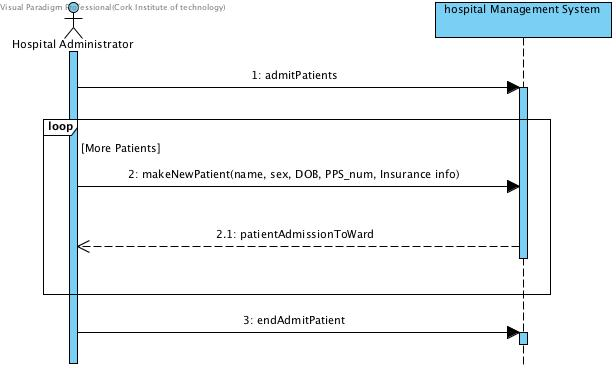 Visual Paradigm Professional(Cork Institute of technology)
hospital Management System
Hospital Administrator
1: admitPatients
loop
[More Patients]
2: makeNewPatient(name, sex, DOB, PPS_num, Insurance info)
2.1: patientAdmissionToWard
3: endAdmitPatient